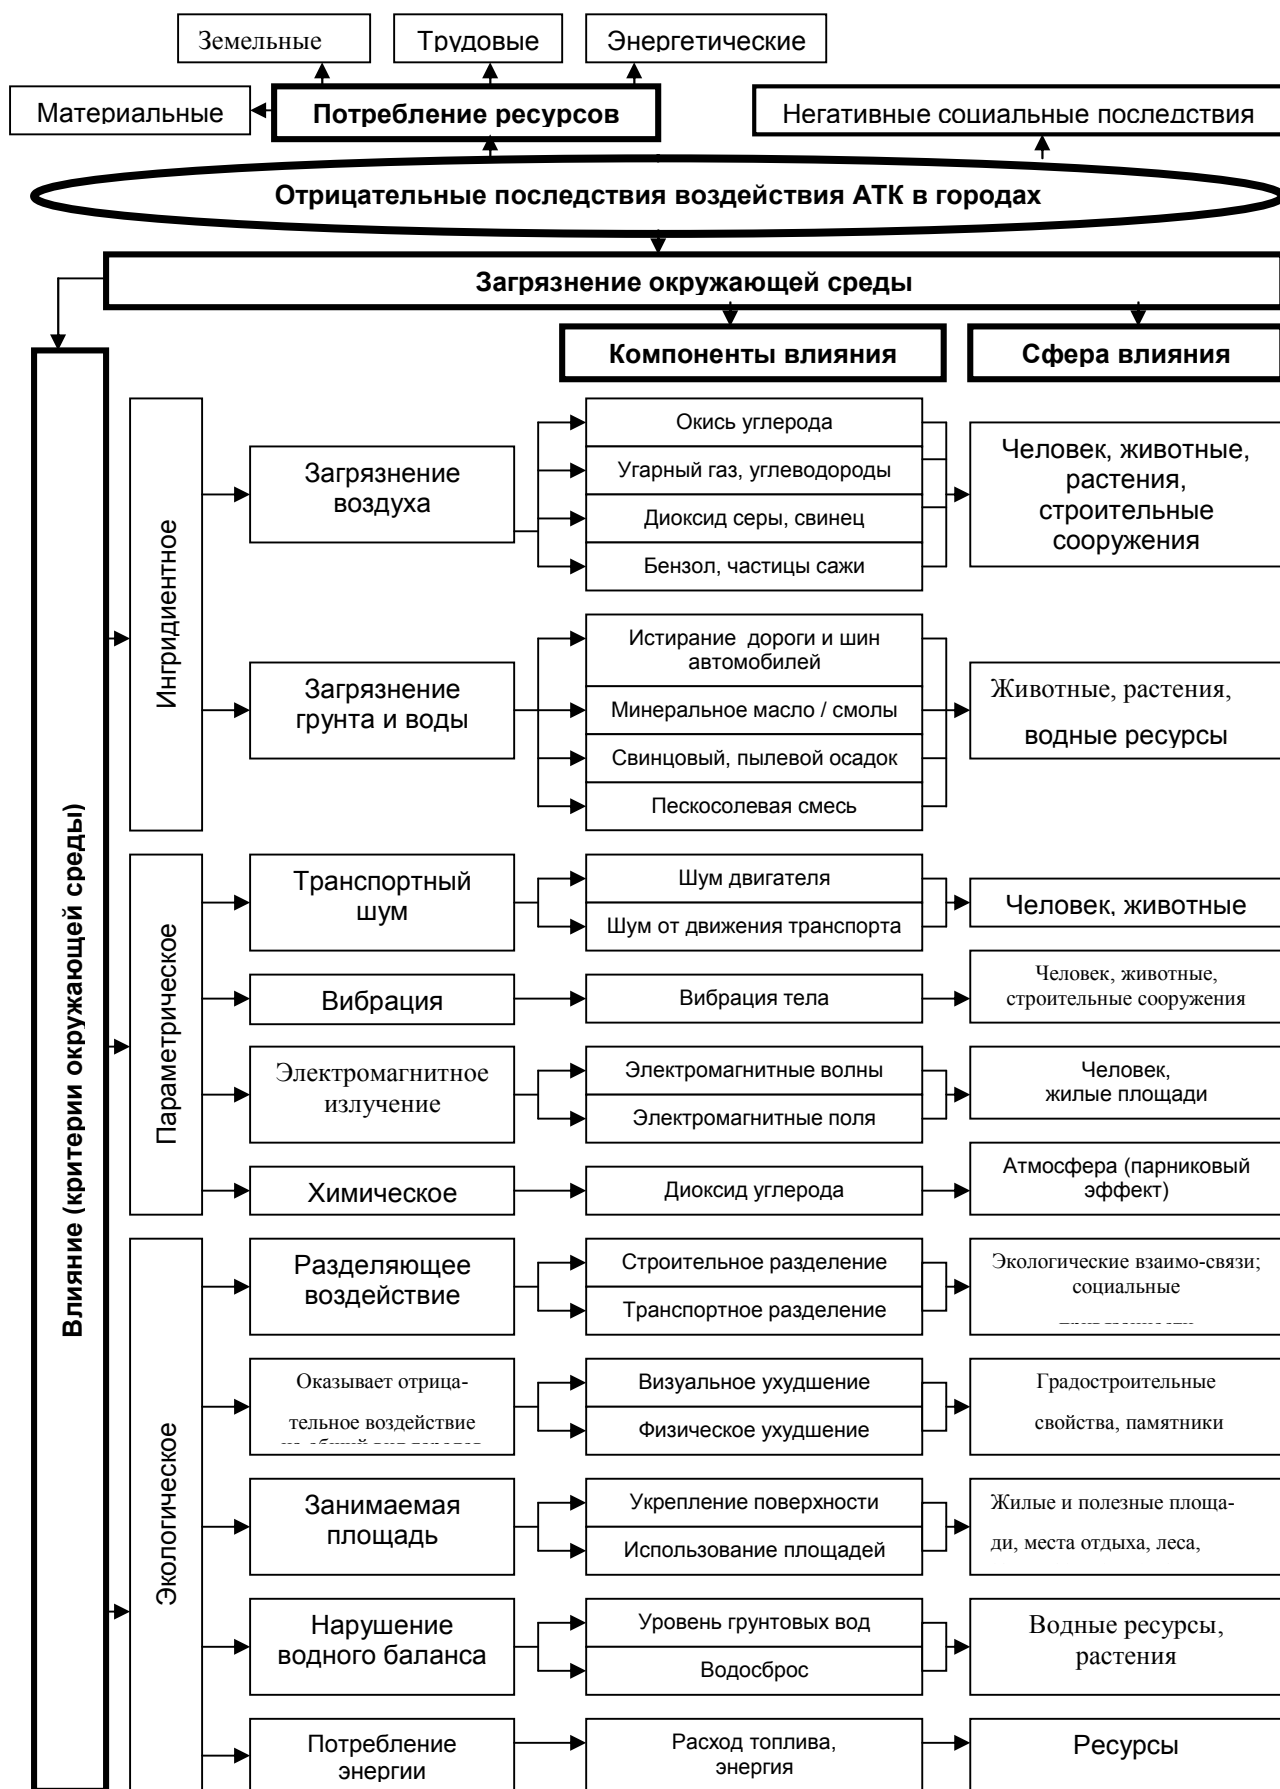 Земельные
Трудовые
Энергетические
Материальные
Потребление ресурсов
Негативные социальные последствия
Отрицательные последствия воздействия АТК в городах
Загрязнение окружающей среды
Компоненты влияния
Сфера влияния
Влияние (критерии окружающей среды)
Ингридиентное
Загрязнение
воздуха
Окись углерода
Угарный газ, углеводороды
Диоксид серы, свинец
Бензол, частицы сажи
Человек, животные,
растения,
строительные
сооружения
Загрязнение
грунта и воды
Истирание дороги и шин
автомобилей
Минеральное масло / смолы
Свинцовый, пылевой осадок
Пескосолевая смесь
Животные, растения,
водные ресурсы
Параметрическое
Транспортный
шум
Шум двигателя
Шум от движения транспорта
Человек, животные
Вибрация
Вибрация тела
Человек, животные,
строительные сооружения
Электромагнитное
излучение
Электромагнитные волны
Электромагнитные поля
Человек,
жилые площади
Химическое
Диоксид углерода
Атмосфера (парниковый
эффект)
Экологическое
Разделяющее
воздействие
Строительное разделение
Транспортное разделение
Экологические взаимо-связи;
социальные
Оказывает отрица-
тельное воздействие
на общий вид городов
Визуальное ухудшение
Физическое ухудшение
Градостроительные
свойства, памятники
Занимаемая
площадь
Укрепление поверхности
Использование площадей
Жилые и полезные площа-
ди, места отдыха, леса,
Нарушение
водного баланса
Уровень грунтовых вод
Водосброс
Водные ресурсы,
растения
Потребление
энергии
Расход топлива,
энергия
Ресурсы